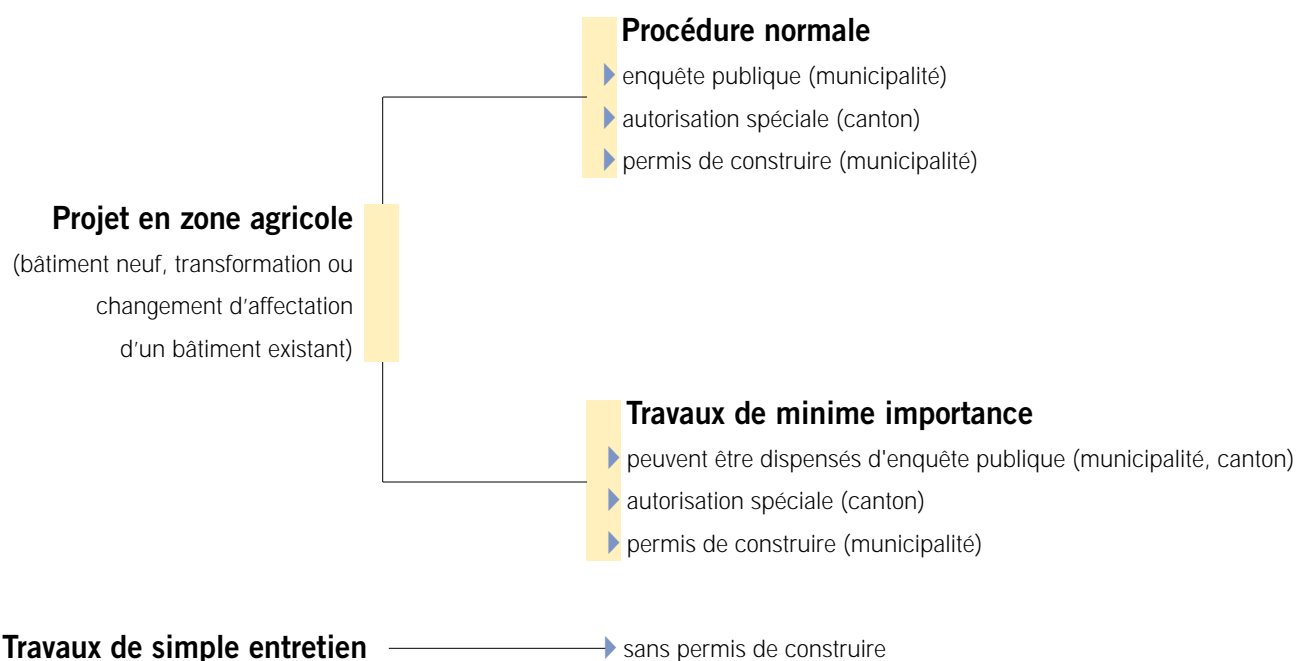 Procédure normale
enquête publique (municipalité)
autorisation spéciale (canton)
permis de construire (municipalité)
Projet en zone agricole
(bâtiment neuf, transformation ou
changement d'affectation
d'un bâtiment existant)
Travaux de minime importance
peuvent être dispensés d'enquête publique (municipalité, canton)
autorisation spéciale (canton)
permis de construire (municipalité)
Travaux de simple entretien
sans permis de construire